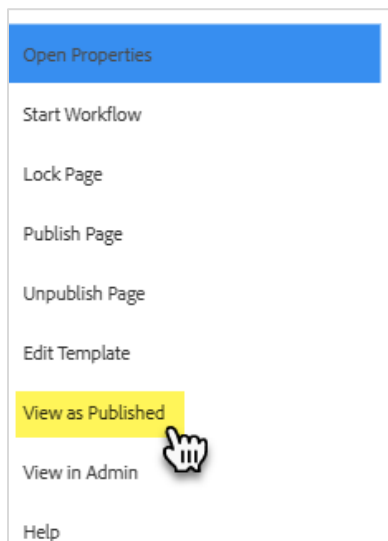 Open Properties
Start Workflow
Lock Page
Publish Page
Unpublish Page
Edit Template
View as Published
View in Admin
Help